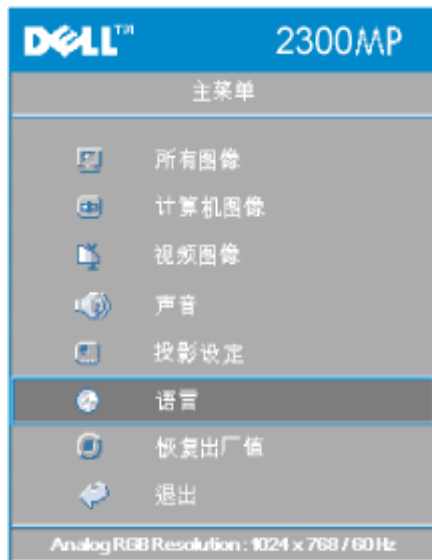 DELL™ 2300MP
主菜单
所有图像
计算机图像
视频图像
声音
投影设定
语言
恢复出厂值
退出
Analog RGB Resolution : 1024 x 768 / 60 Hz